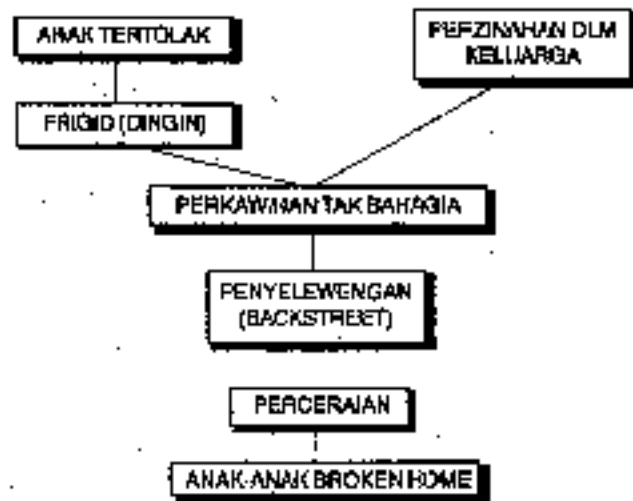 ANAK TERTOLAK
PERZINAHAN DLM
KELUARGA
FRIGID (DINGIN)
PERKAWINAN TAK BAHAGIA
PENYELEWENGAN
(BACKSTREET)
PERCERAIAN
ANAK-ANAK BROKEN HOME